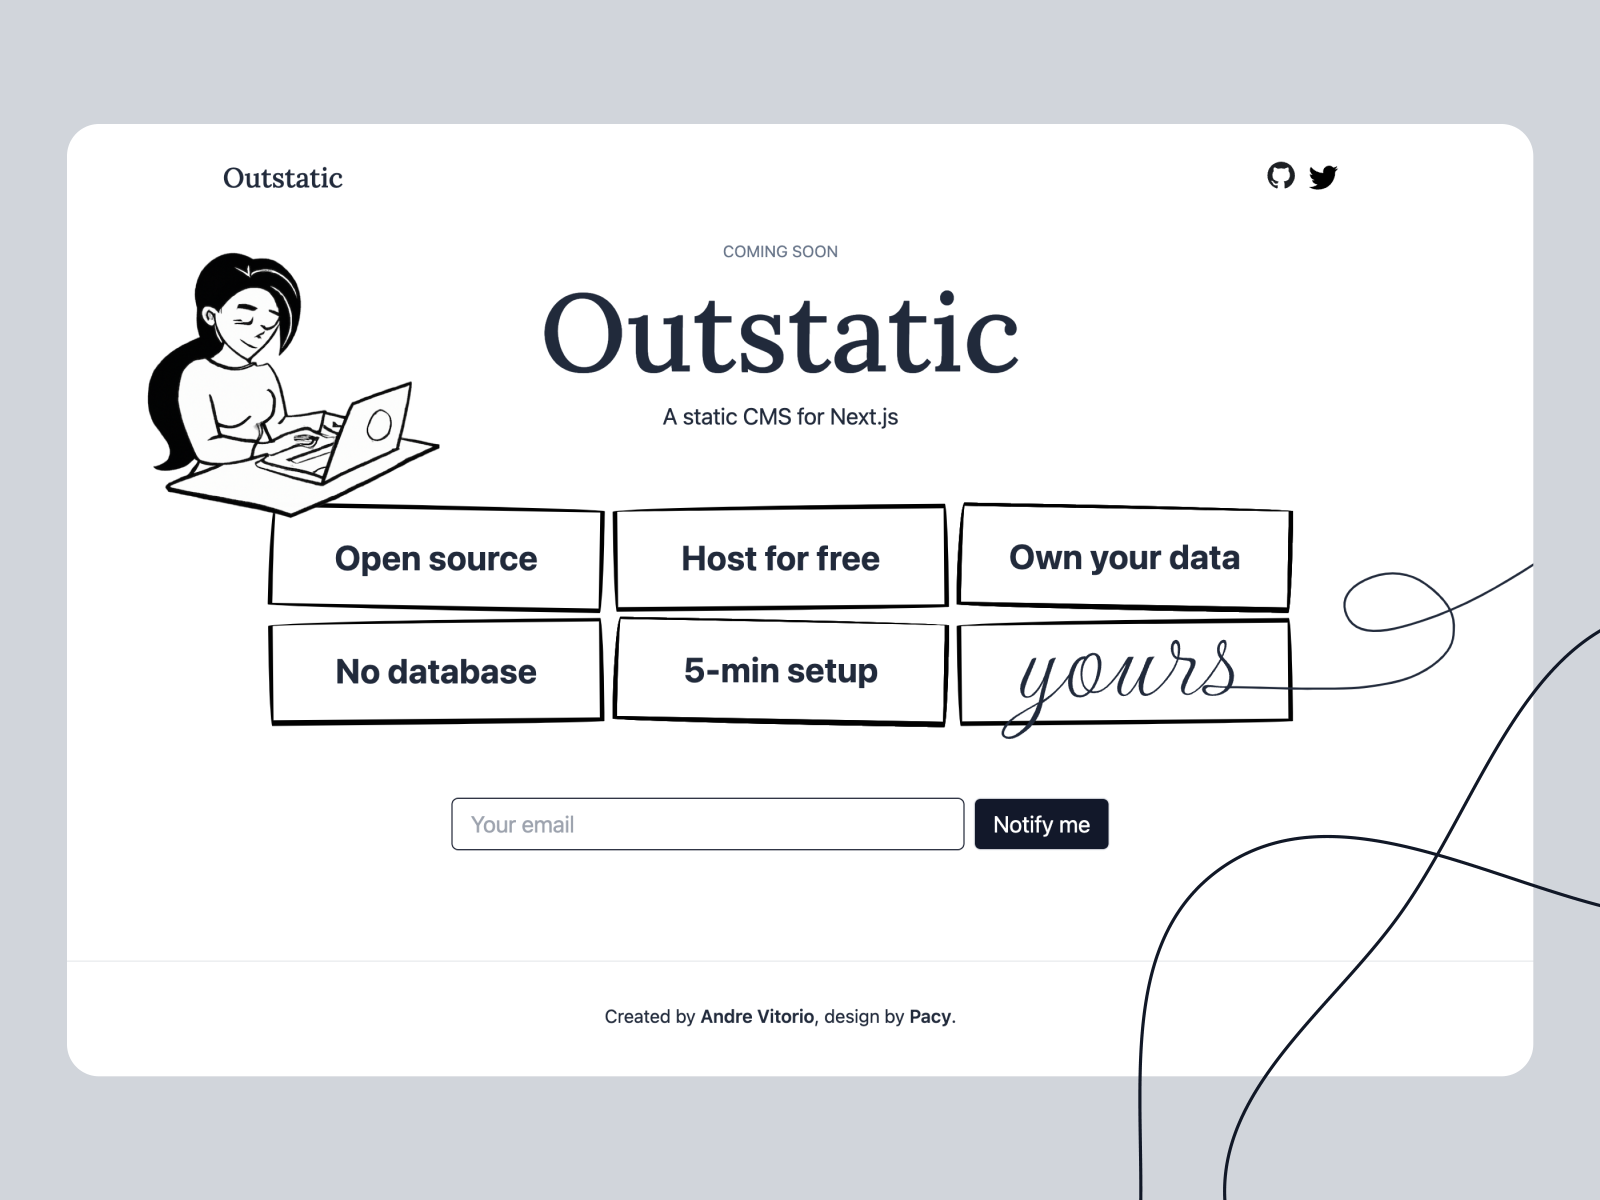 Outstatic
COMING SOON
Outstatic
A static CMS for Next.js
Open source
Host for free
Own your data
No database
5-min setup
yours
Your email
Notify me
Created by Andre Vitorio, design by Pacy.